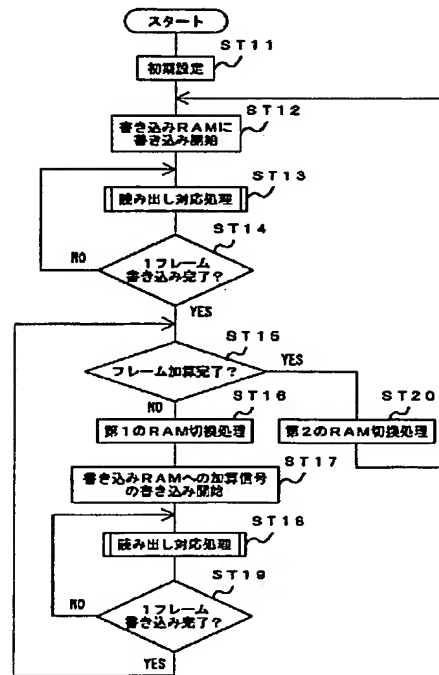 スタート
ST11
初期設定
ST12
書き込みRAMに
書き込み開始
ST13
読み出し対応処理
ST14
1フレーム
書き込み完了?
NO
YES
ST15
フレーム加算完了?
YES
NO
ST16
第1のRAM切換処理
ST20
第2のRAM切換処理
ST17
書き込みRAMへの加算信号
の書き込み開始
ST18
読み出し対応処理
ST19
1フレーム
書き込み完了?
NO
YES